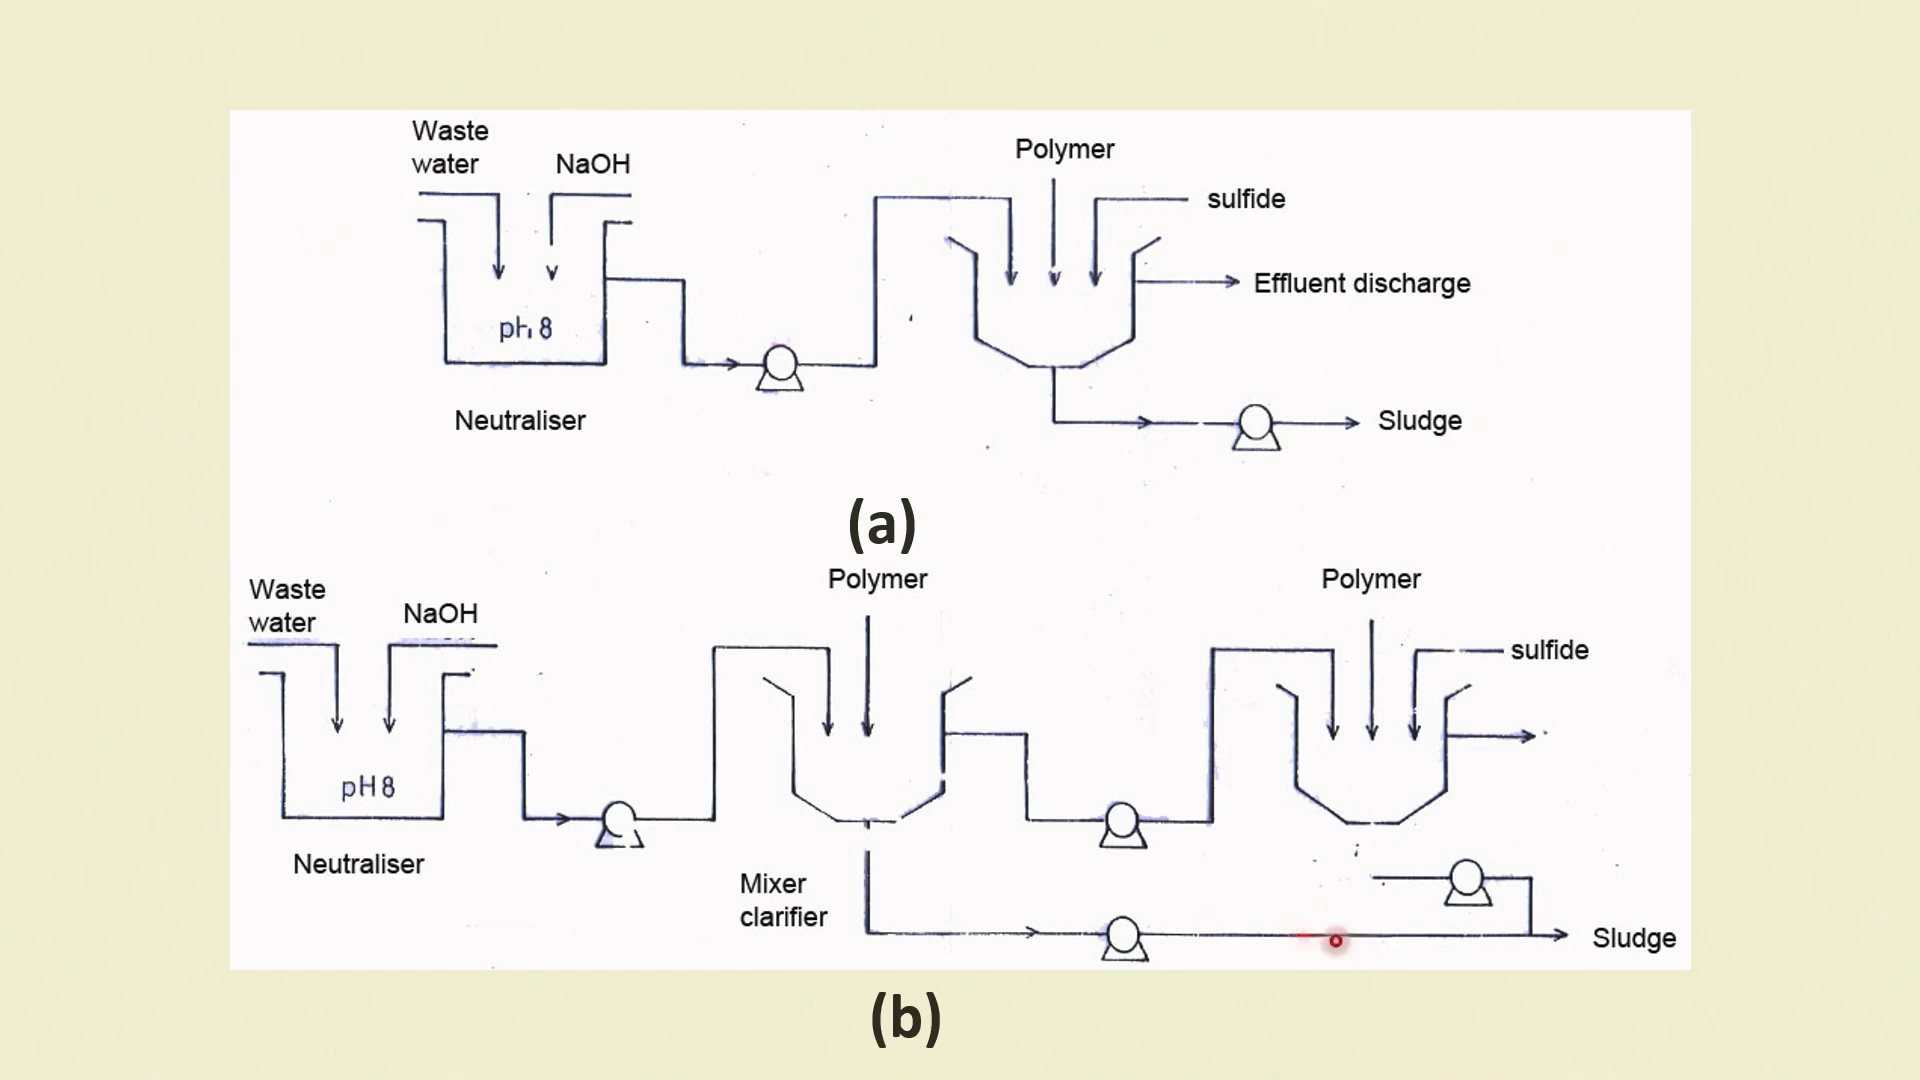 Waste
water
NaOH
Polymer
sulfide
Effluent discharge
pH 8
Neutraliser
Sludge
(a)
Waste
water
NaOH
Polymer
Polymer
sulfide
pH 8
Neutraliser
Mixer
clarifier
Sludge
(b)